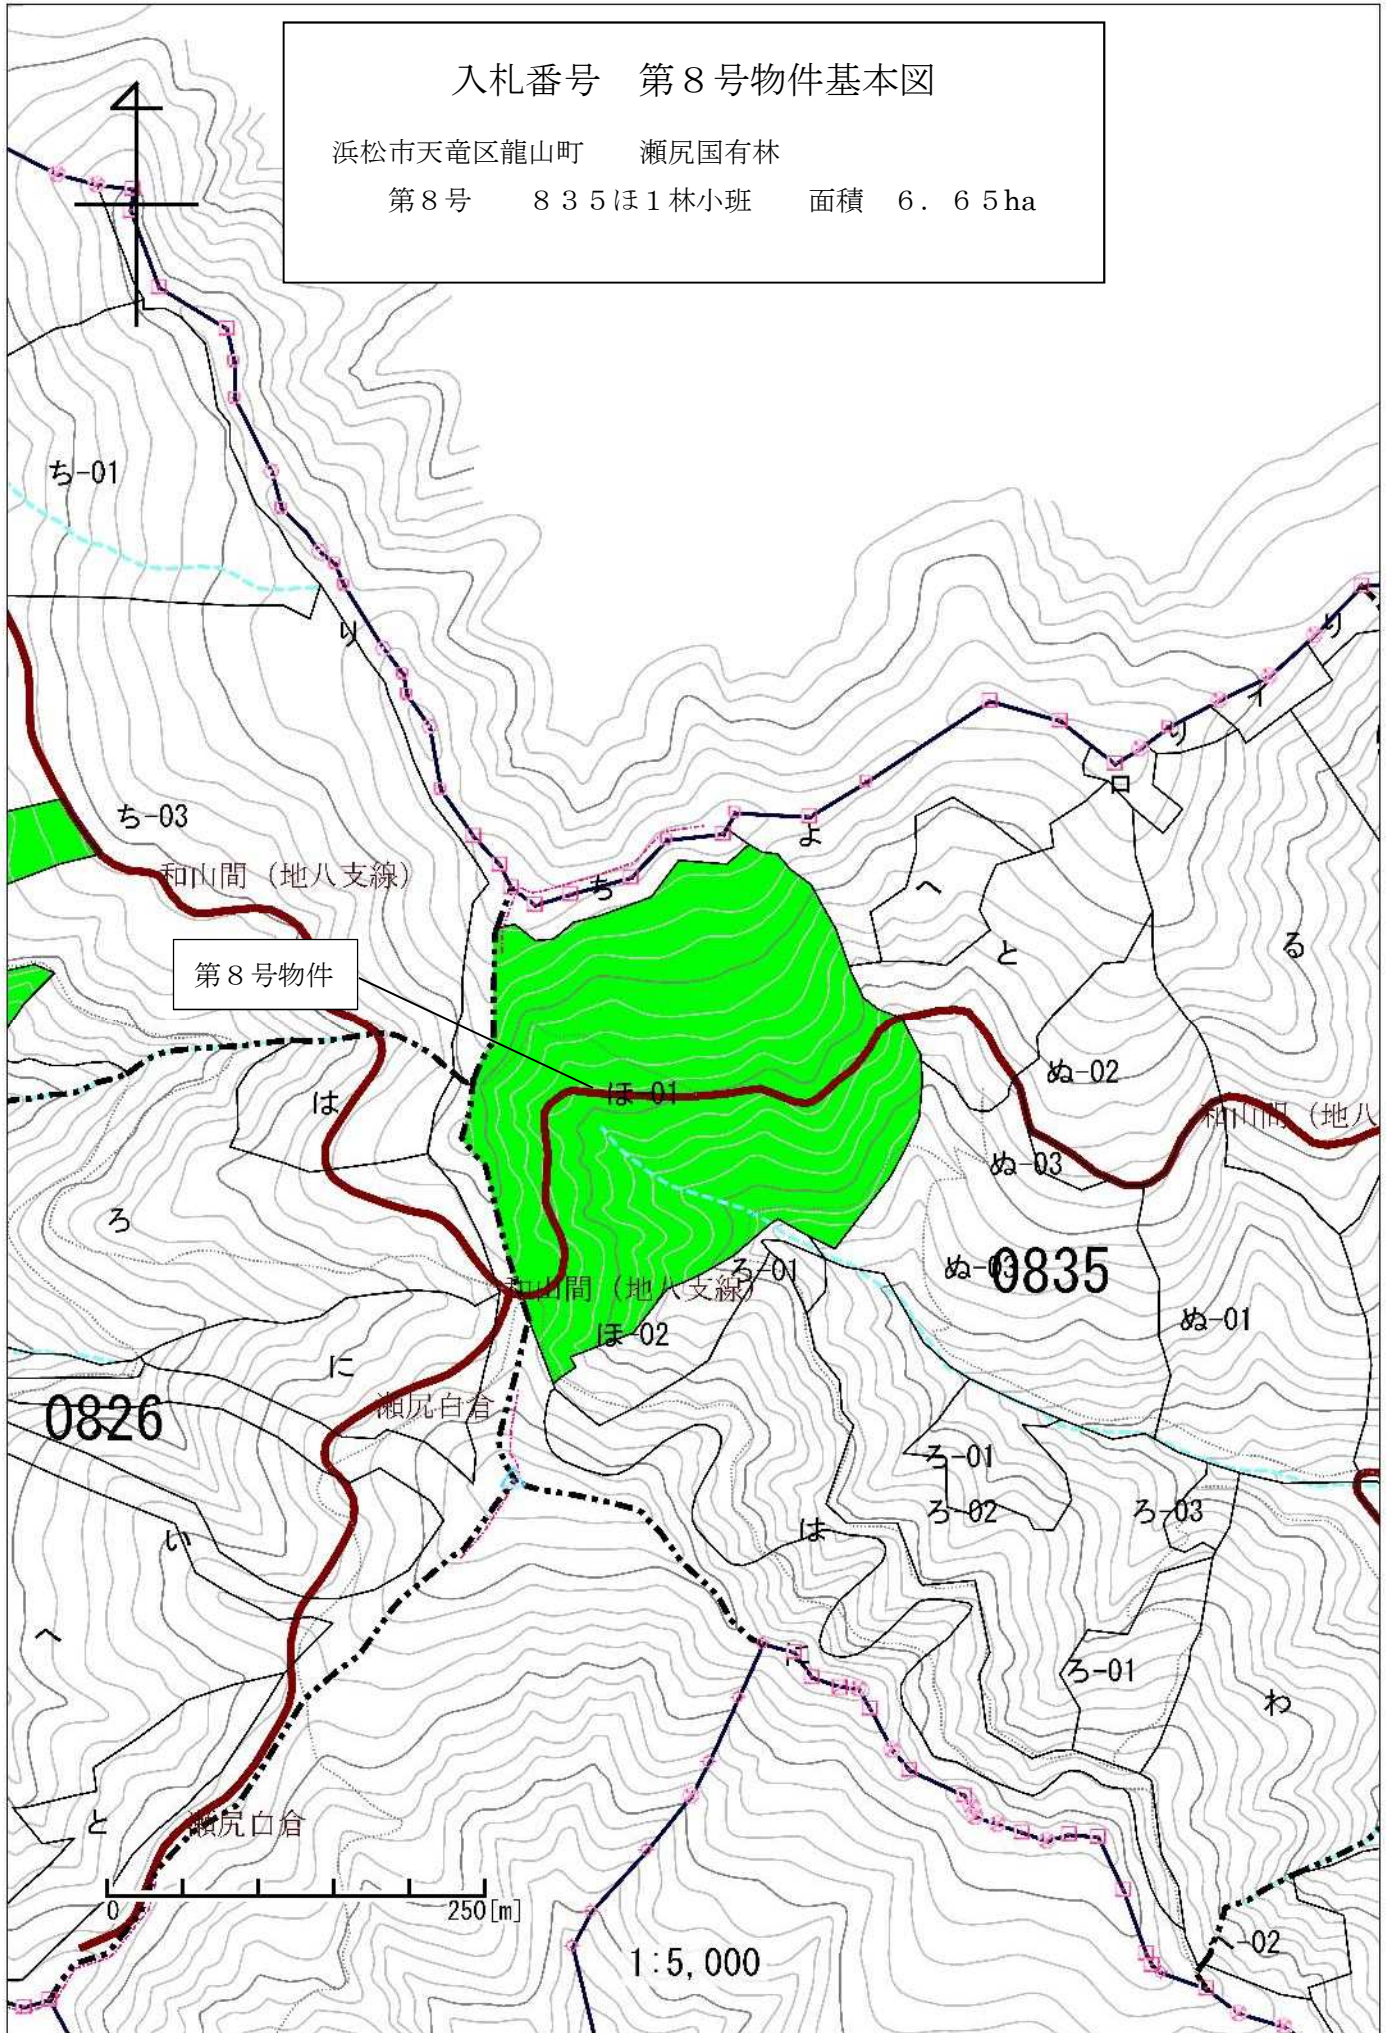 入札番号　第８号物件基本図
浜松市天竜区龍山町　　瀬尻国有林
第８号　　８３５ほ１林小班　　面積　６．６５ha
ち-01
り
り
イ
り
ロ
ち-03
よ
和山間（地八支線）
ち
へ
と
る
第８号物件
ぬ-02
ほ-01
は
和山間（地八
ぬ-03
ろ
ぬ-03
0835
ろ-01
和山間（地八支線）
ぬ-01
ほ-02
に
瀬尻白倉
0826
ろ-01
ろ-02
ろ-03
は
い
へ
に
ろ-01
わ
と
瀬尻白倉
0
250[m]
へ-02
1:5,000